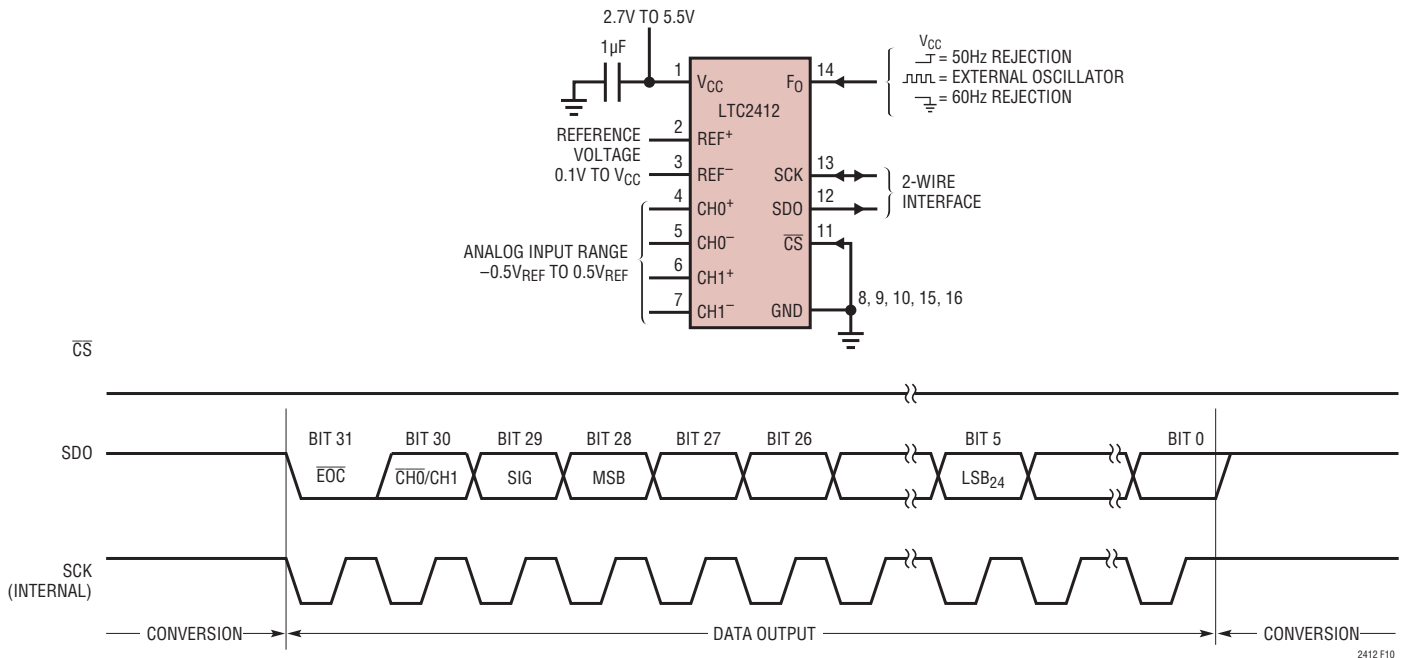 2.7V TO 5.5V
1µF
1
VCC
2
REF+
3
REF–
4
CH0+
5
CH0–
6
CH1+
7
CH1–
LTC2412
14
FO
13
SCK
12
SDO
11
CS
GND
8, 9, 10, 15, 16
REFERENCE
VOLTAGE
0.1V TO VCC
ANALOG INPUT RANGE
–0.5VREF TO 0.5VREF
VCC
= 50Hz REJECTION
= EXTERNAL OSCILLATOR
= 60Hz REJECTION
2-WIRE
INTERFACE
CS
SDO
BIT 31 BIT 30 BIT 29 BIT 28 BIT 27 BIT 26 BIT 5 BIT 0
EOC CH0/CH1 SIG MSB LSB24
SCK
(INTERNAL)
CONVERSION DATA OUTPUT CONVERSION
2412 F10